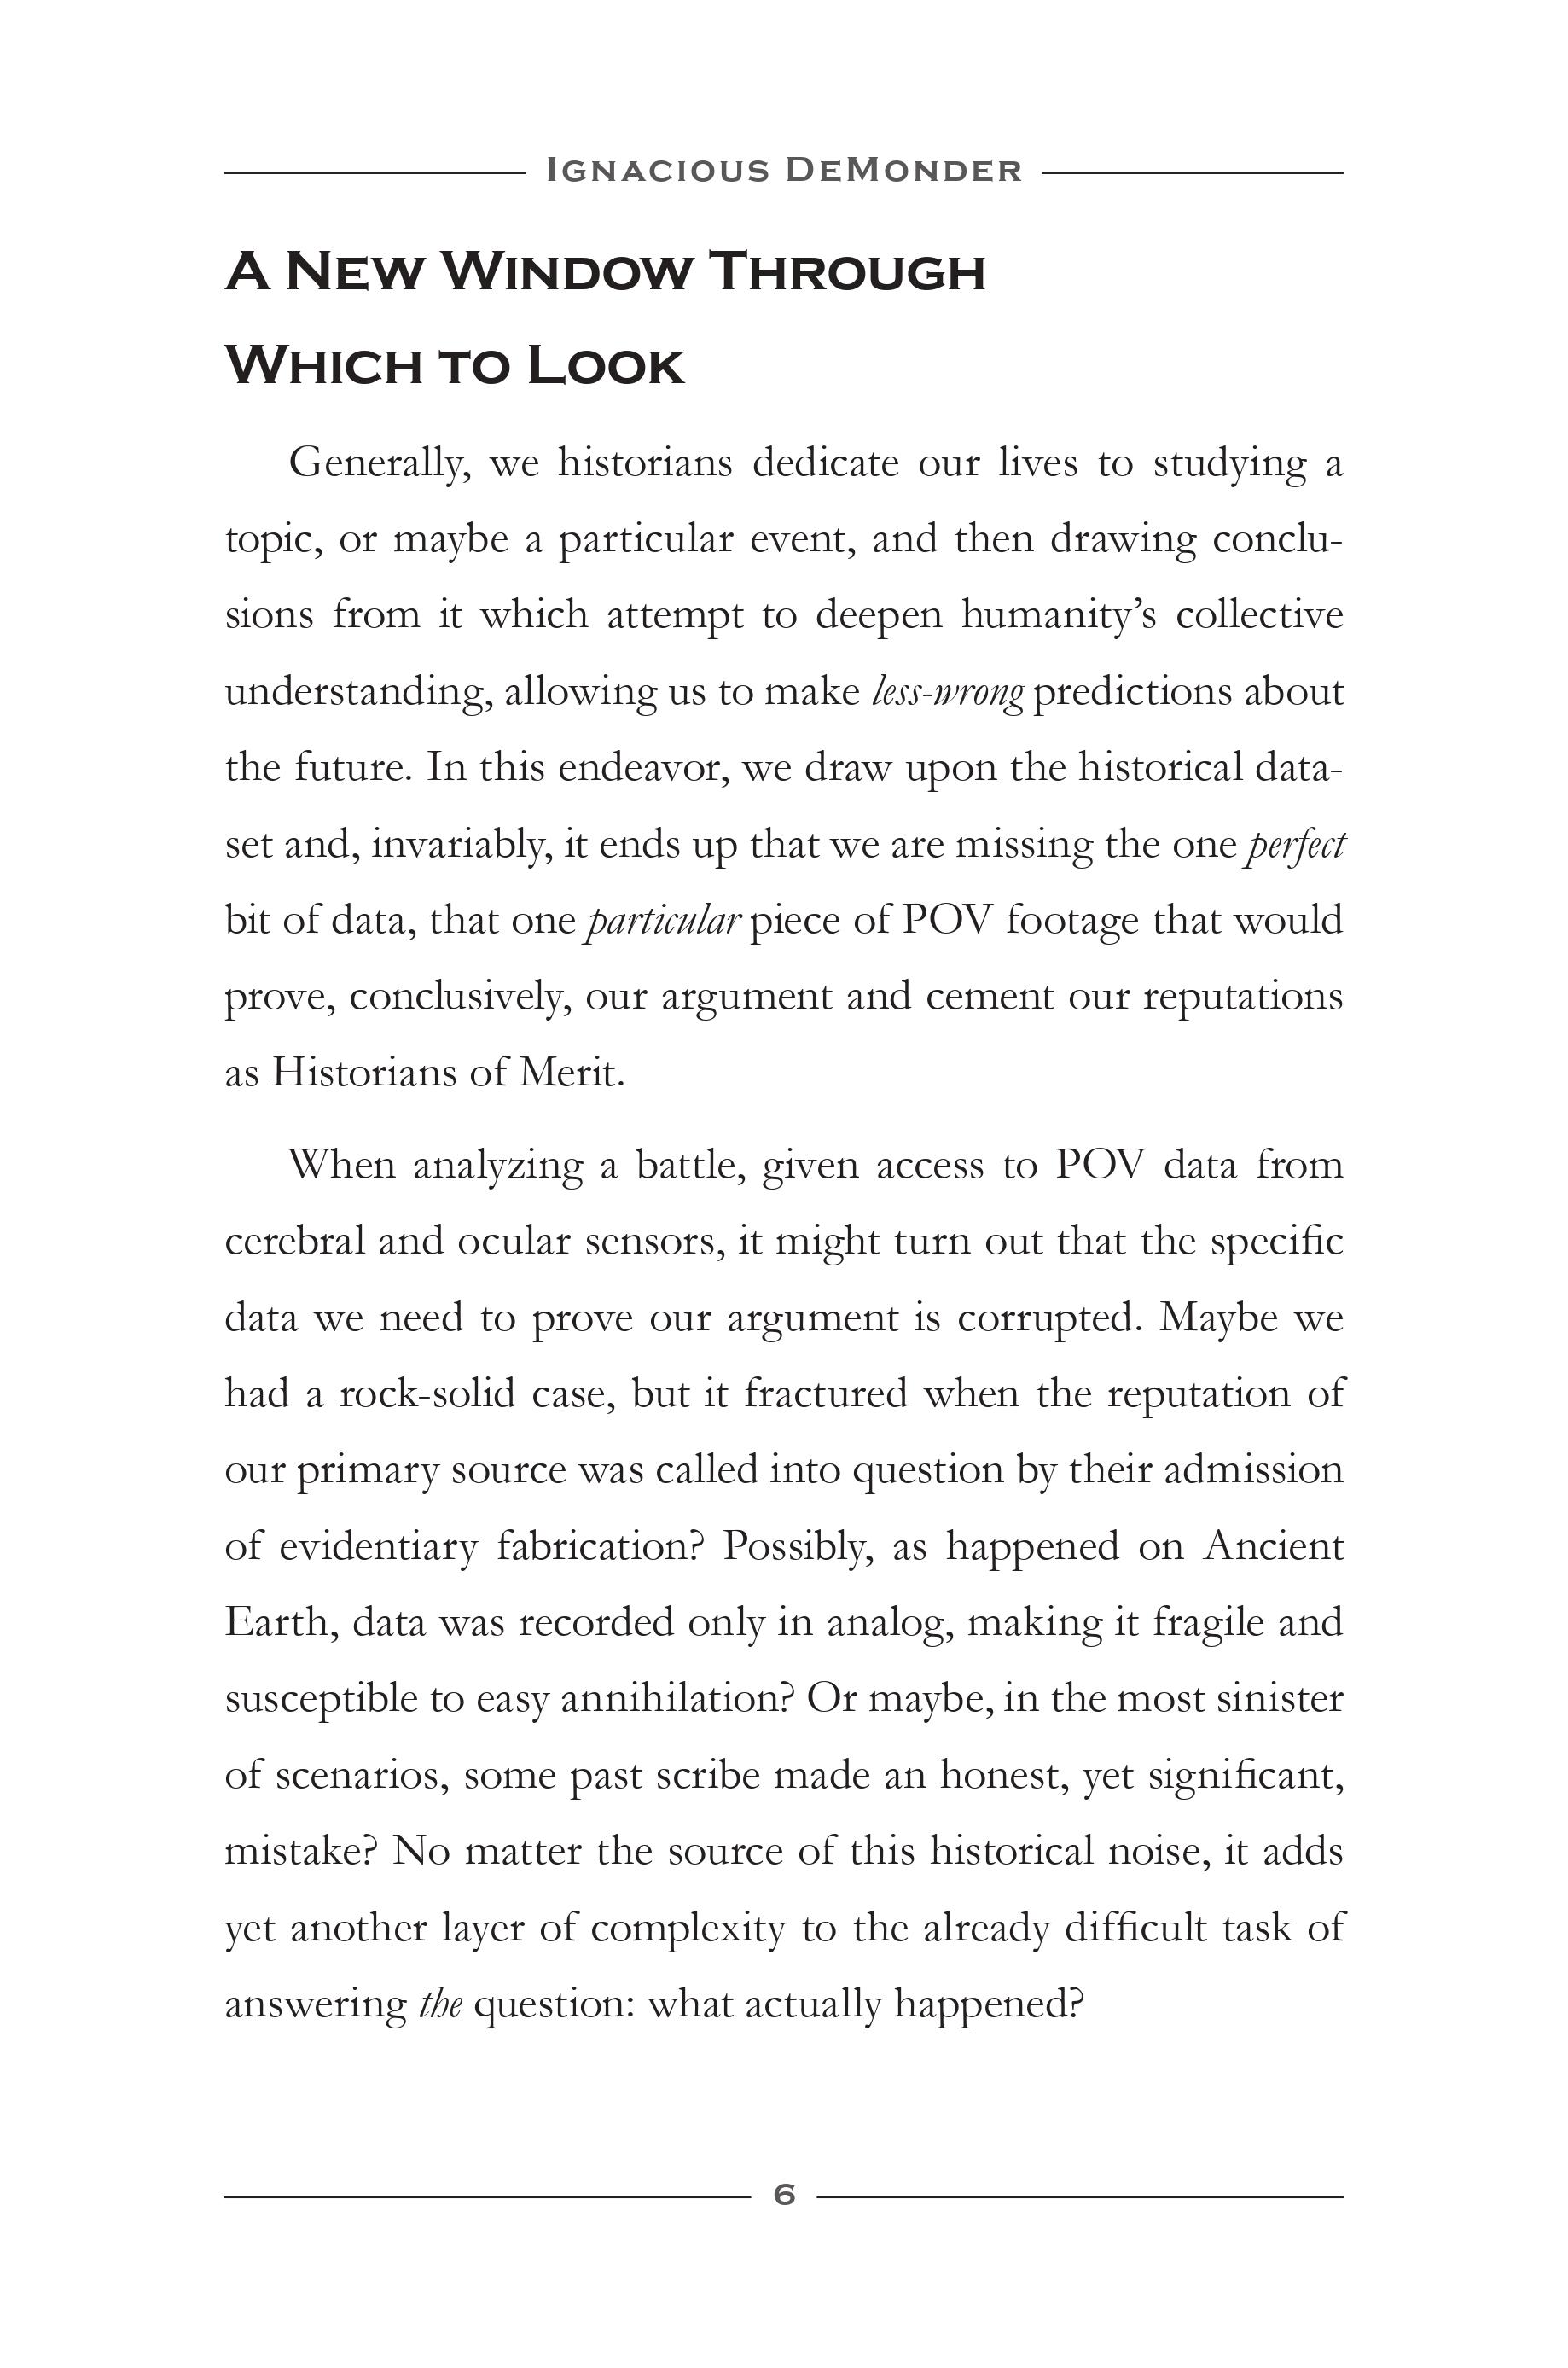 Ignacious DeMonder
A New Window Through
Which to Look
Generally, we historians dedicate our lives to studying a
topic, or maybe a particular event, and then drawing conclu-
sions from it which attempt to deepen humanity’s collective
understanding, allowing us to make less-wrong predictions about
the future. In this endeavor, we draw upon the historical data-
set and, invariably, it ends up that we are missing the one perfect
bit of data, that one particular piece of POV footage that would
prove, conclusively, our argument and cement our reputations
as Historians of Merit.
When analyzing a battle, given access to POV data from
cerebral and ocular sensors, it might turn out that the specific
data we need to prove our argument is corrupted. Maybe we
had a rock-solid case, but it fractured when the reputation of
our primary source was called into question by their admission
of evidentiary fabrication? Possibly, as happened on Ancient
Earth, data was recorded only in analog, making it fragile and
susceptible to easy annihilation? Or maybe, in the most sinister
of scenarios, some past scribe made an honest, yet significant,
mistake? No matter the source of this historical noise, it adds
yet another layer of complexity to the already difficult task of
answering the question: what actually happened?
6